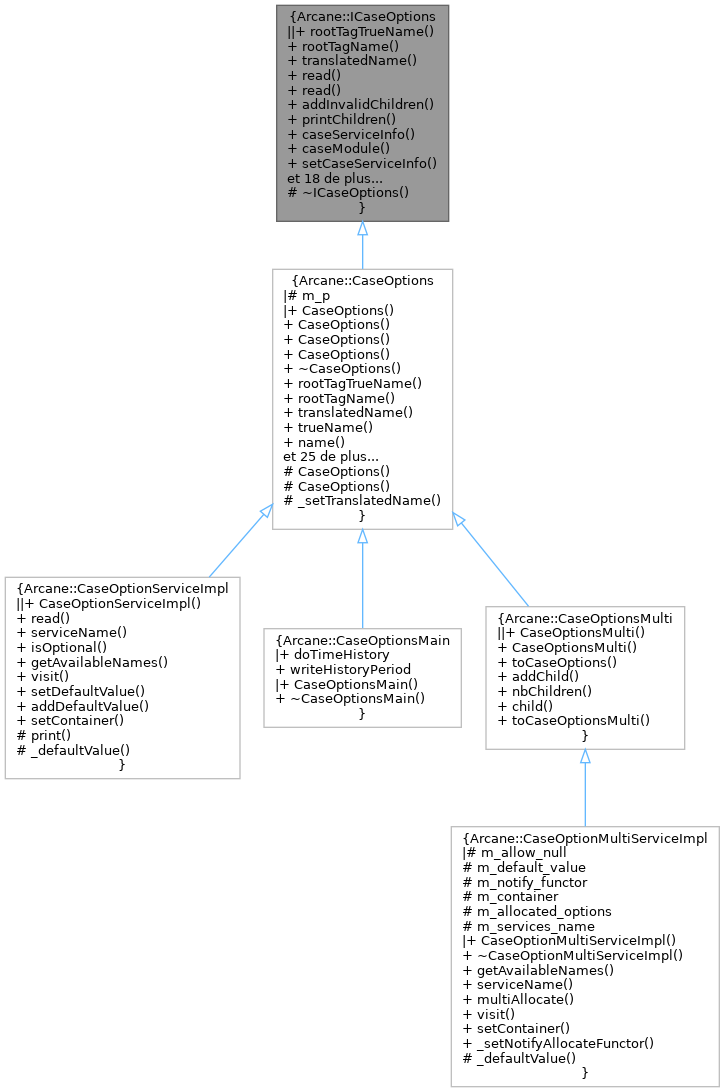 {Arcane::ICaseOptions
||+ rootTagTrueName()
+ rootTagName()
+ translatedName()
+ read()
+ read()
+ addInvalidChildren()
+ printChildren()
+ caseServiceInfo()
+ caseModule()
+ setCaseServiceInfo()
et 18 de plus...
# ~ICaseOptions()
}
{Arcane::CaseOptions
|# m_p
|+ CaseOptions()
+ CaseOptions()
+ CaseOptions()
+ CaseOptions()
+ ~CaseOptions()
+ rootTagTrueName()
+ rootTagName()
+ translatedName()
+ trueName()
+ name()
et 25 de plus...
# CaseOptions()
# CaseOptions()
# _setTranslatedName()
}
{Arcane::CaseOptionServiceImpl
||+ CaseOptionServiceImpl()
+ read()
+ serviceName()
+ isOptional()
+ getAvailableNames()
+ visit()
+ setDefaultValue()
+ addDefaultValue()
+ setContainer()
# print()
# _defaultValue()
}
{Arcane::CaseOptionsMain
|+ doTimeHistory
+ writeHistoryPeriod
|+ CaseOptionsMain()
+ ~CaseOptionsMain()
}
{Arcane::CaseOptionsMulti
||+ CaseOptionsMulti()
+ CaseOptionsMulti()
+ toCaseOptions()
+ addChild()
+ nbChildren()
+ child()
+ toCaseOptionsMulti()
}
{Arcane::CaseOptionMultiServiceImpl
|# m_allow_null
# m_default_value
# m_notify_functor
# m_container
# m_allocated_options
# m_services_name
|+ CaseOptionMultiServiceImpl()
+ ~CaseOptionMultiServiceImpl()
+ getAvailableNames()
+ serviceName()
+ multiAllocate()
+ visit()
+ setContainer()
+ _setNotifyAllocateFunctor()
# _defaultValue()
}